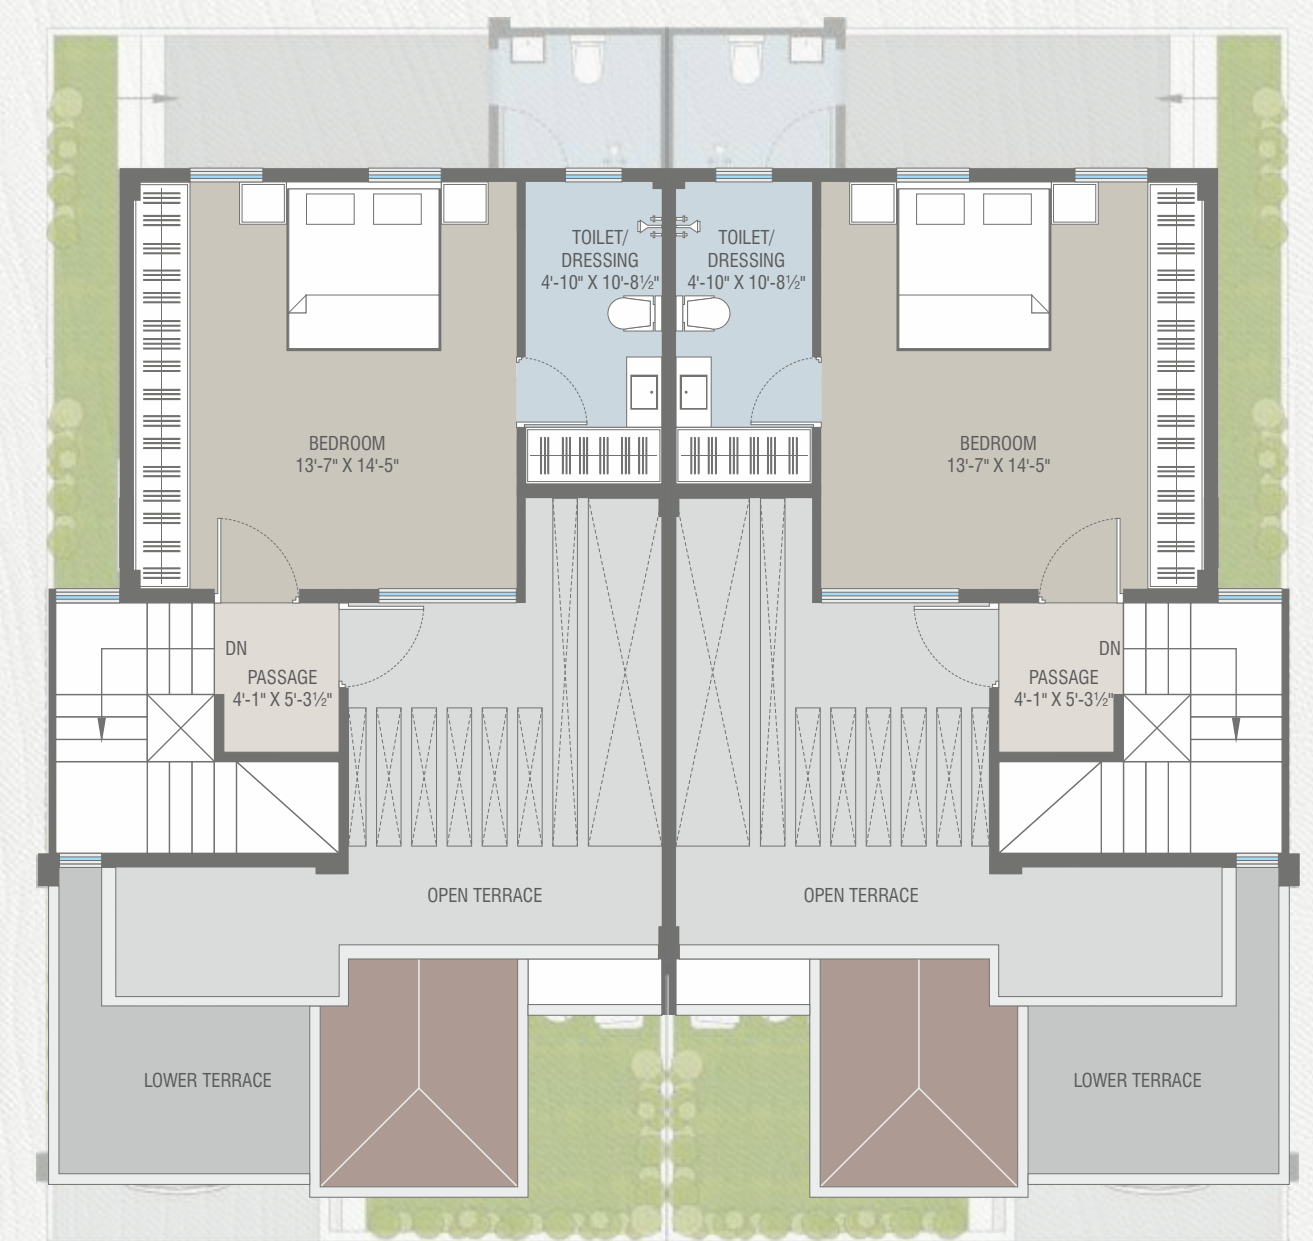 TOILET/
DRESSING
4'-10" X 10'-8½"
TOILET/
DRESSING
4'-10" X 10'-8½"
BEDROOM
13'-7" X 14'-5"
BEDROOM
13'-7" X 14'-5"
DN
PASSAGE
4'-1" X 5'-3½"
DN
PASSAGE
4'-1" X 5'-3½"
OPEN TERRACE
OPEN TERRACE
LOWER TERRACE
LOWER TERRACE